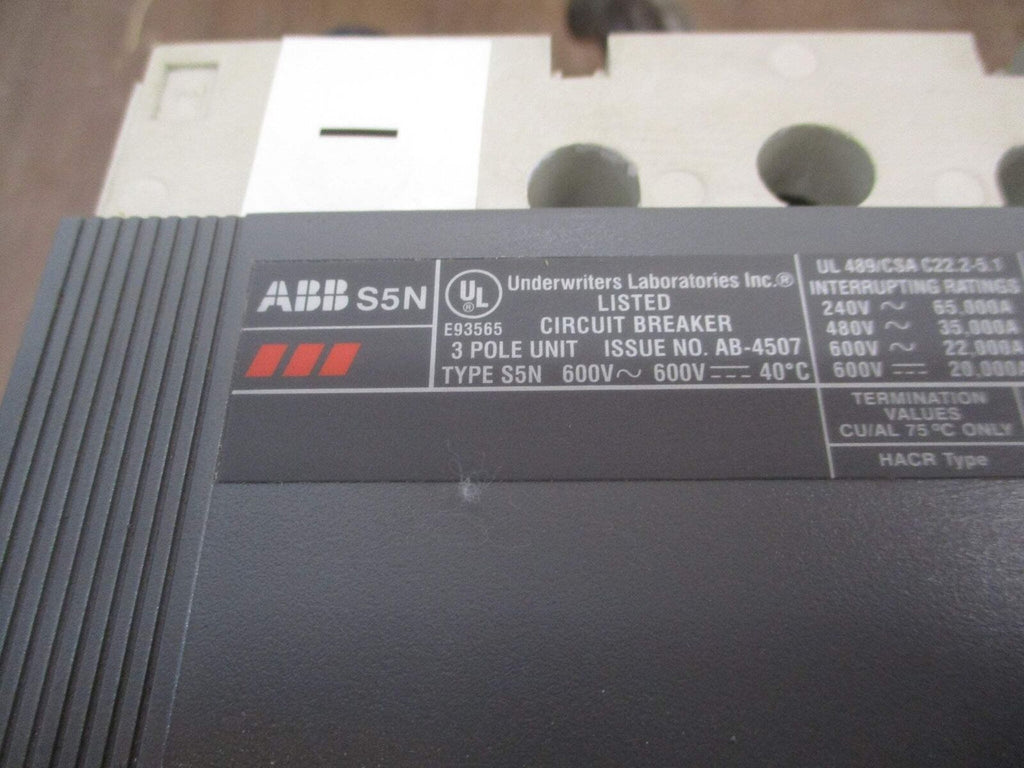 ABB S5N
UL
®
E93565
Underwriters Laboratories Inc.®
LISTED
CIRCUIT BREAKER
3 POLE UNIT ISSUE NO. AB-4507
TYPE S5N 600V~ 600V⎓ 40°C
UL 489/CSA C22.2-5.1
INTERRUPTING RATINGS
240V ~ 65,000A
480V ~ 35,000A
600V ~ 22,000A
600V ⎓ 20,000A
TERMINATION
VALUES
CU/AL 75°C ONLY
HACR Type